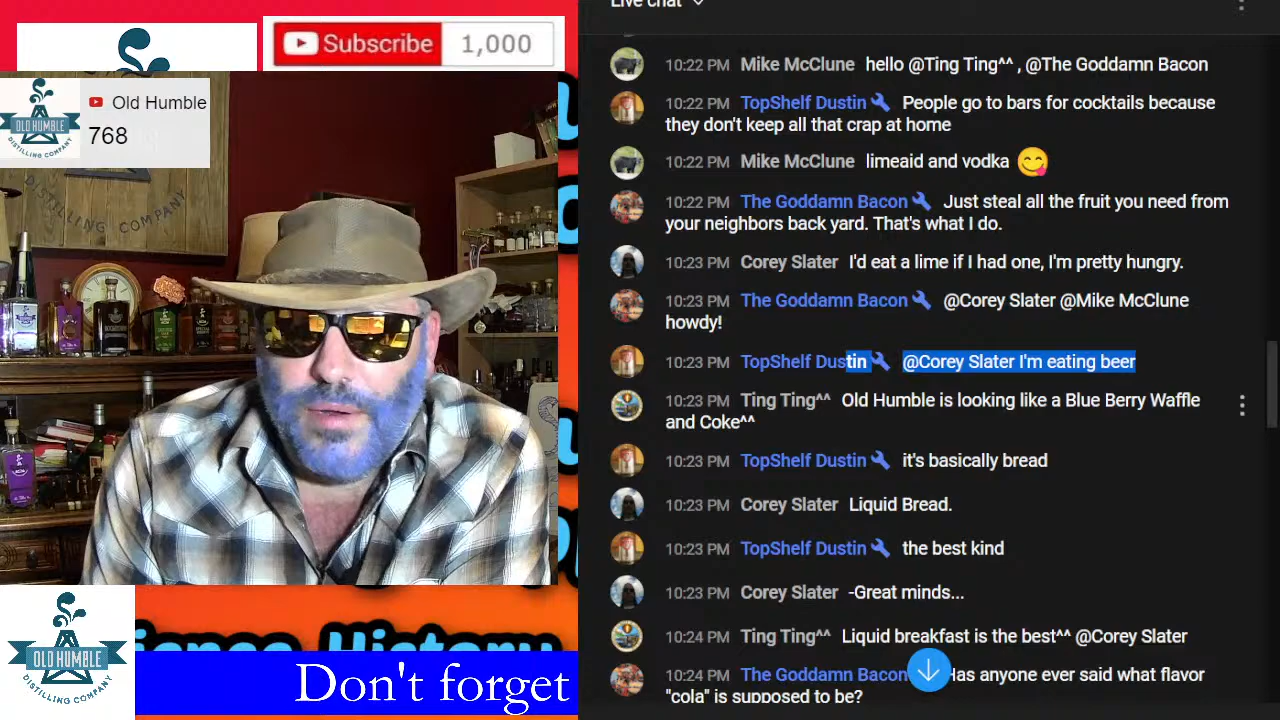 Subscribe 1,000
Old Humble
768
OLD HUMBLE
DISTILLING COMPANY
DISTILLING COMPANY
OLD HUMBLE
DISTILLING COMPANY
ience, History
Don't forget
Live chat
10:22 PM Mike McClune hello @Ting Ting^^ , @The Goddamn Bacon
10:22 PM TopShelf Dustin People go to bars for cocktails because
they don't keep all that crap at home
10:22 PM Mike McClune limeaid and vodka 😋
10:22 PM The Goddamn Bacon Just steal all the fruit you need from
your neighbors back yard. That's what I do.
10:23 PM Corey Slater I'd eat a lime if I had one, I'm pretty hungry.
10:23 PM The Goddamn Bacon @Corey Slater @Mike McClune
howdy!
10:23 PM TopShelf Dustin @Corey Slater I'm eating beer
10:23 PM Ting Ting^^ Old Humble is looking like a Blue Berry Waffle
and Coke^^
10:23 PM TopShelf Dustin it's basically bread
10:23 PM Corey Slater Liquid Bread.
10:23 PM TopShelf Dustin the best kind
10:23 PM Corey Slater -Great minds...
10:24 PM Ting Ting^^ Liquid breakfast is the best^^ @Corey Slater
10:24 PM The Goddamn Bacon Has anyone ever said what flavor
"cola" is supposed to be?